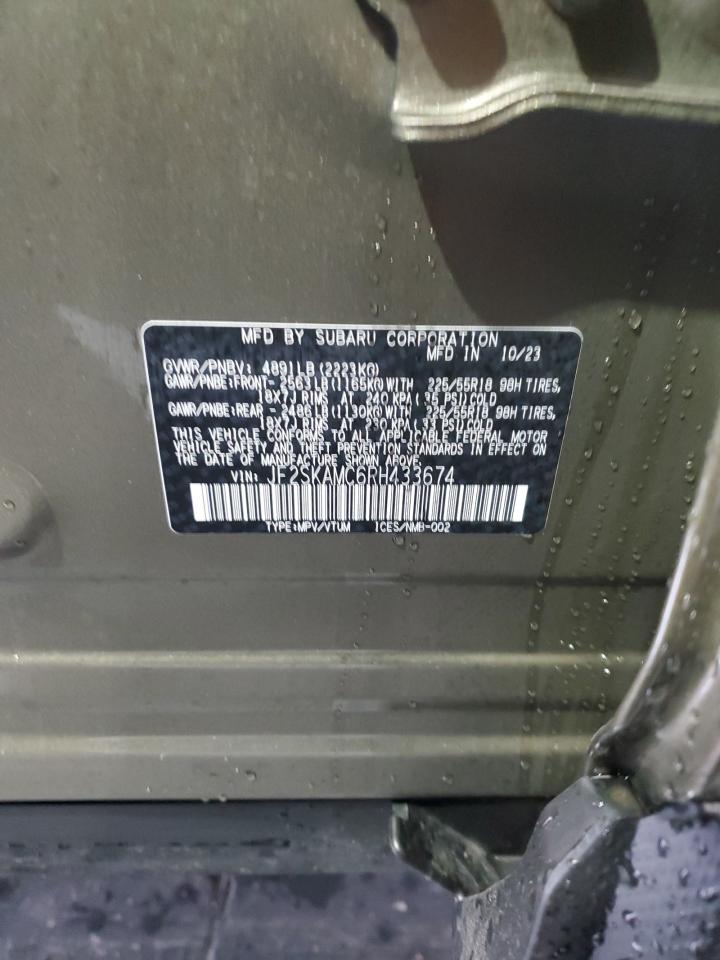 MFD BY SUBARU CORPORATION
MFD IN 10/23
GVWR/PNBV: 4891LB (2223KG)
GAWR/PNBE: FRONT- 2563LB (1165KG) WITH 225/55R18 98H TIRES,
18X7J RIMS AT 240 KPA ( 35 PSI) COLD
GAWR/PNBE: REAR - 2486LB (1130KG) WITH 225/55R18 98H TIRES,
18X7J RIMS AT 230 KPA ( 33 PSI) COLD
THIS VEHICLE CONFORMS TO ALL APPLICABLE FEDERAL MOTOR
VEHICLE SAFETY AND THEFT PREVENTION STANDARDS IN EFFECT ON
THE DATE OF MANUFACTURE SHOWN ABOVE.
VIN: JF2SKAMC6RH433674
TYPE:MPV/VTUM ICES/NMB-002